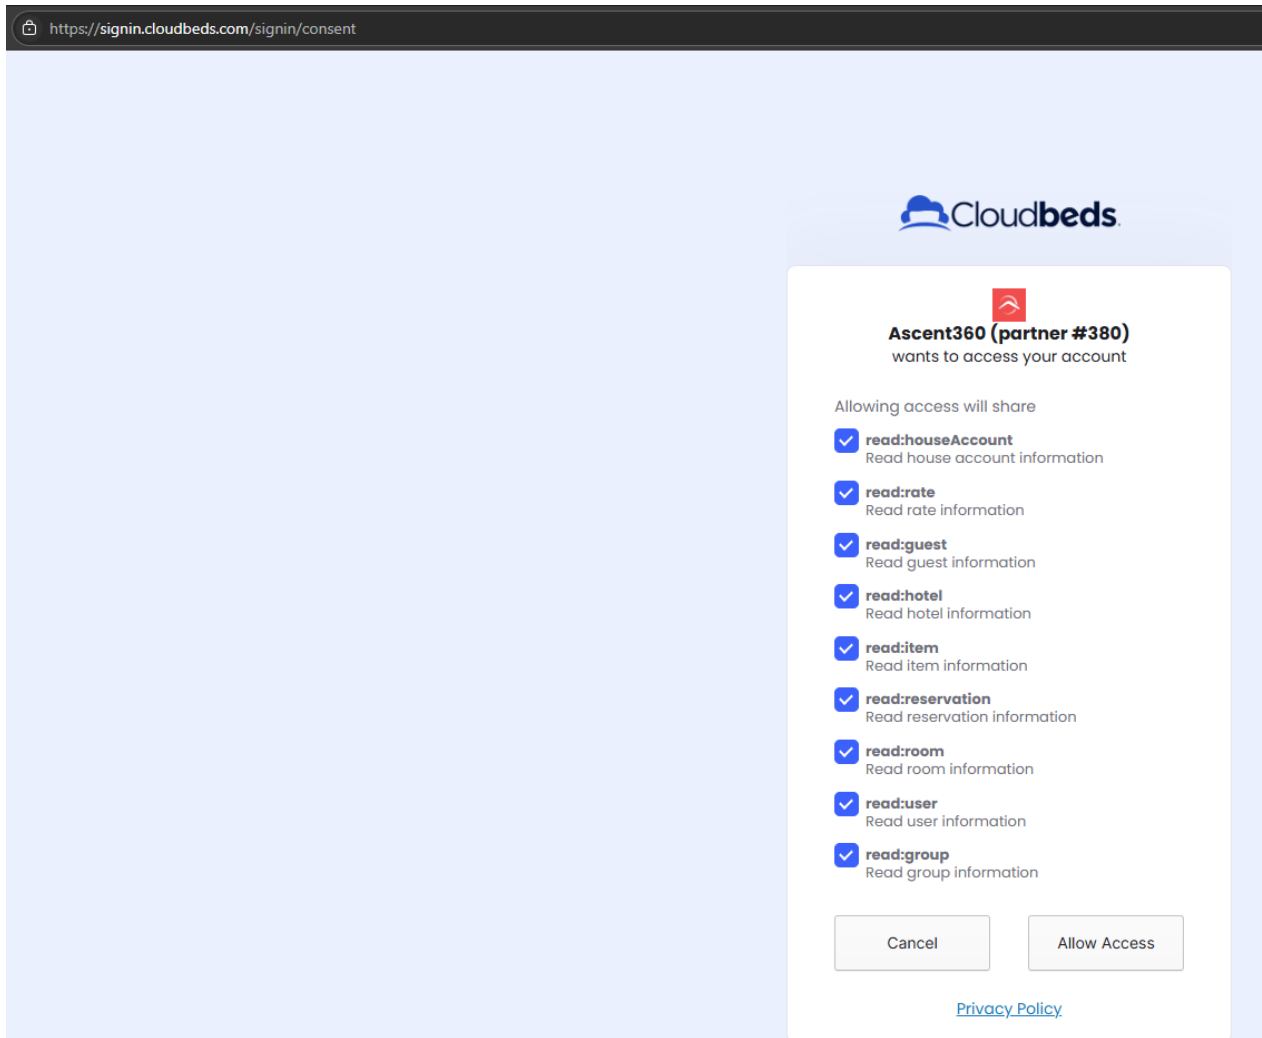 https://signin.cloudbeds.com/signin/consent
Cloudbeds.
Ascent360 (partner #380)
wants to access your account
Allowing access will share
read:houseAccount
Read house account information
read:rate
Read rate information
read:guest
Read guest information
read:hotel
Read hotel information
read:item
Read item information
read:reservation
Read reservation information
read:room
Read room information
read:user
Read user information
read:group
Read group information
Cancel
Allow Access
Privacy Policy